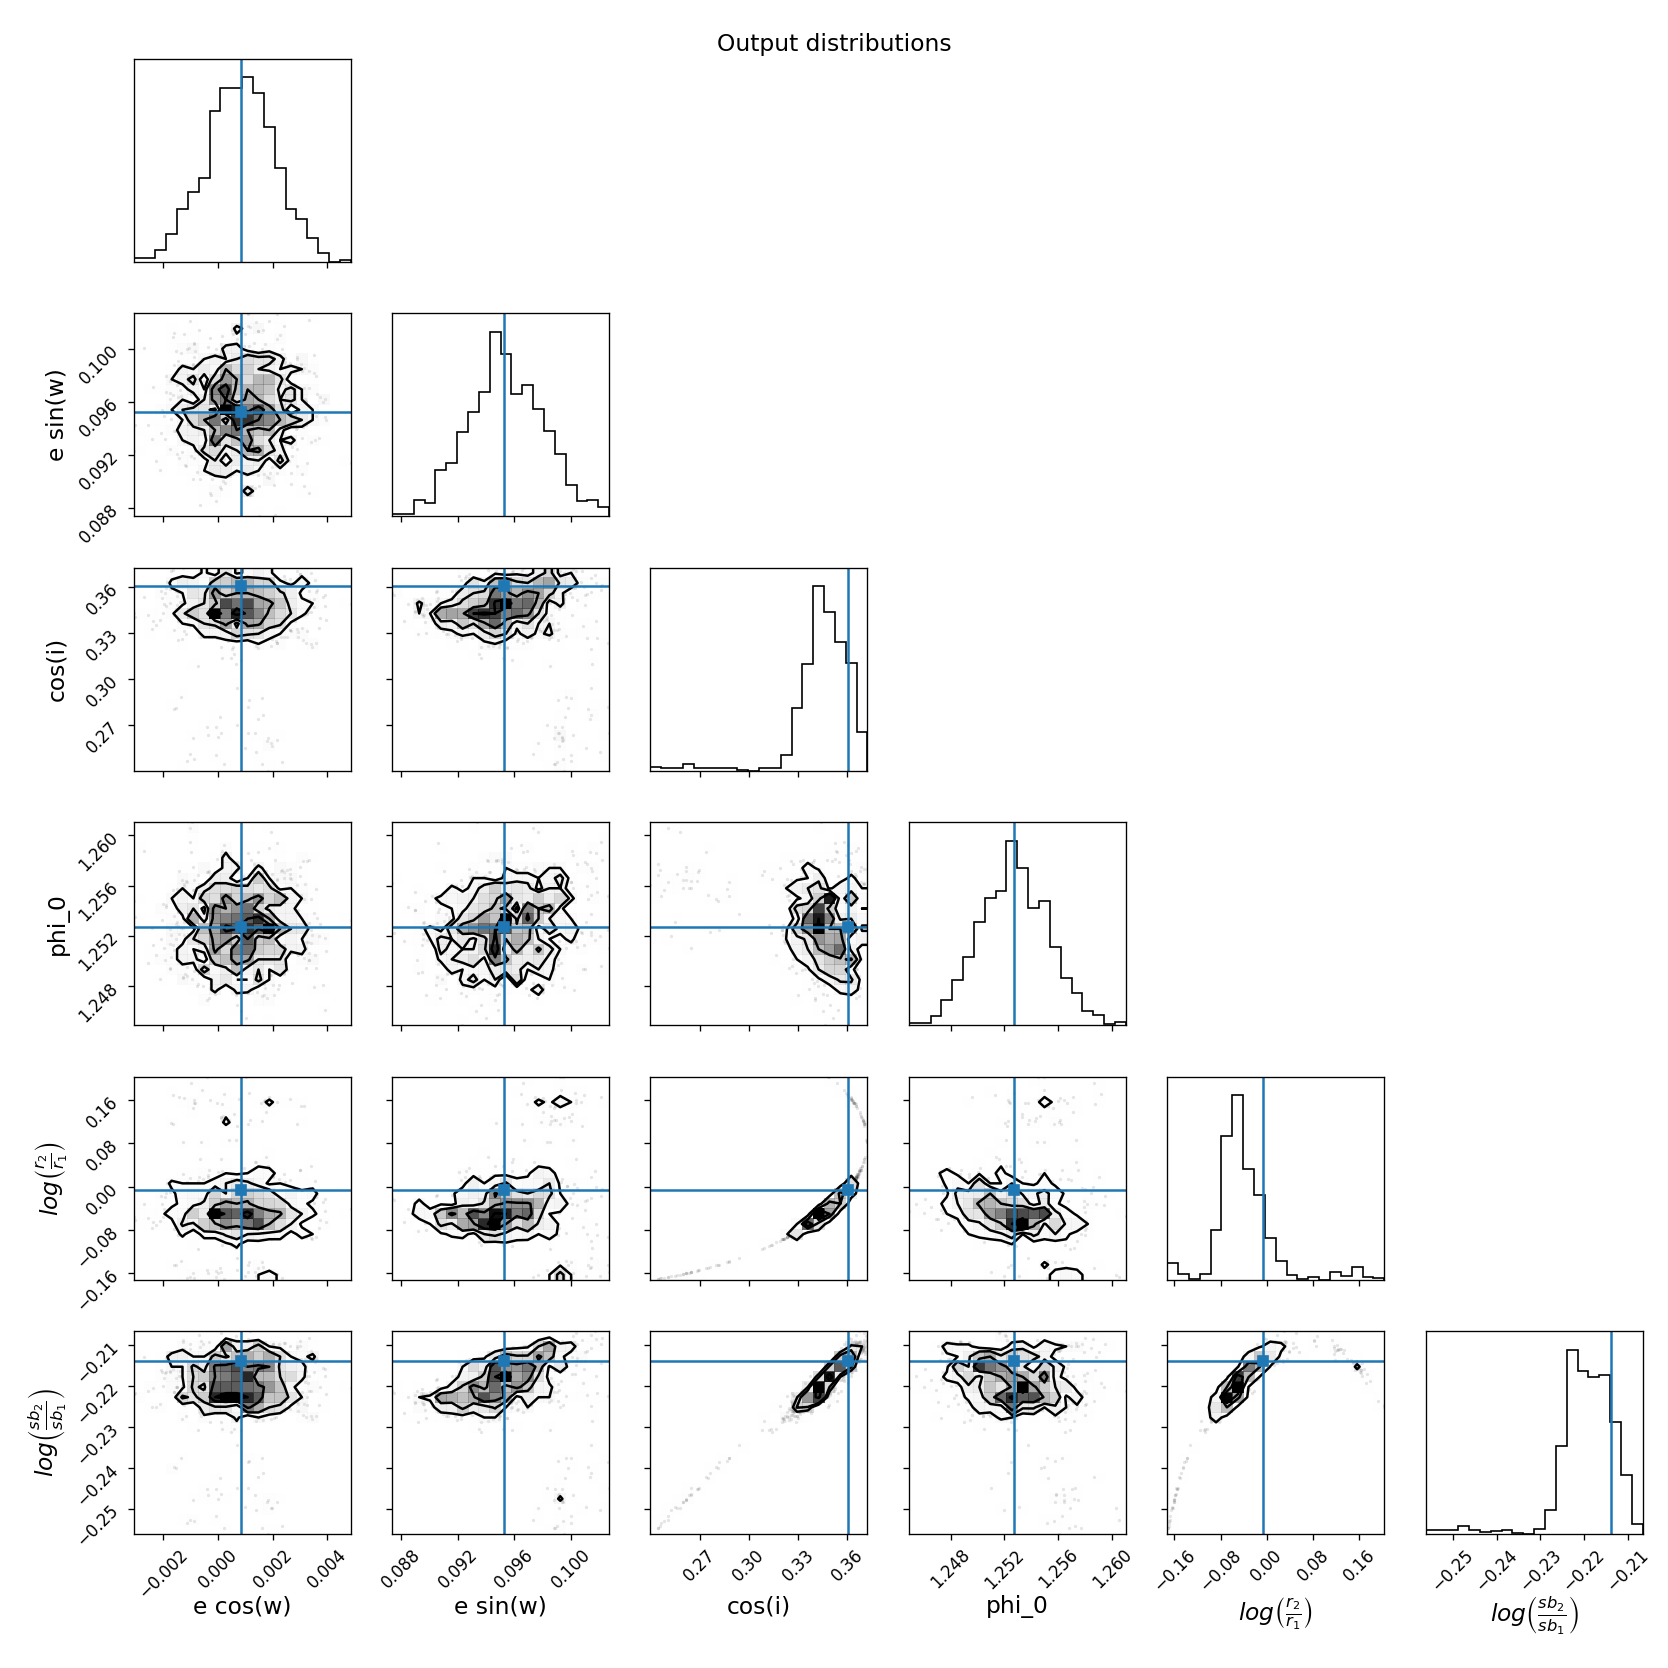 Output distributions
e sin(w)
0.100
0.096
0.092
0.088
cos(i)
0.36
0.33
0.30
0.27
phi_0
1.260
1.256
1.252
1.248
log(r₂/r₁)
0.16
0.08
0.00
−0.08
−0.16
log(sb₂/sb₁)
−0.21
−0.22
−0.23
−0.24
−0.25
−0.002 0.000 0.002 0.004 0.088 0.092 0.096 0.100 0.27 0.30 0.33 0.36 1.248 1.252 1.256 1.260 −0.16 −0.08 0.00 0.08 0.16 −0.25 −0.24 −0.23 −0.22 −0.21
e cos(w) e sin(w) cos(i) phi_0 log(r₂/r₁) log(sb₂/sb₁)